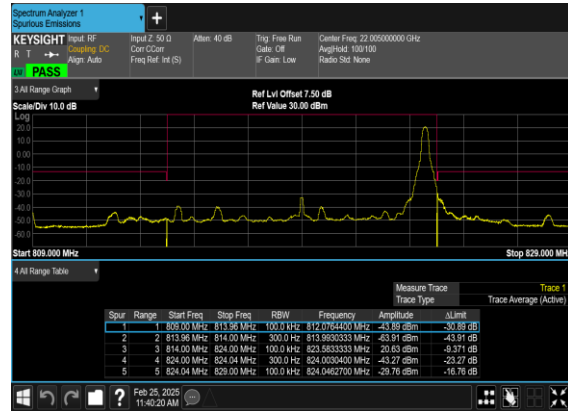 Spectrum Analyzer 1
Spurious Emissions
KEYSIGHT Input: RF Input Z: 50 Ω Atten: 40 dB Trig: Free Run Center Freq: 22.005000000 GHz
R T Coupling: DC Corr CCorr Gate: Off Avg|Hold: 100/100
Align: Auto Freq Ref: Int (S) IF Gain: Low Radio Std: None
LXI PASS
3 All Range Graph Ref Lvl Offset 7.50 dB
Scale/Div 10.0 dB Ref Value 30.00 dBm
Log
20.0
10.0
0.00
-10.0
-20.0
-30.0
-40.0
-50.0
-60.0
Start 809.000 MHz Stop 829.000 MH
4 All Range Table
Measure Trace Trace 1
Trace Type Trace Average (Active)
Spur Range Start Freq Stop Freq RBW Frequency Amplitude ΔLimit
1 1 809.00 MHz 813.96 MHz 100.0 kHz 812.0764400 MHz -43.89 dBm -30.89 dB
2 2 813.96 MHz 814.00 MHz 300.0 Hz 813.9930333 MHz -63.91 dBm -43.91 dB
3 3 814.00 MHz 824.00 MHz 100.0 kHz 823.5833333 MHz 20.63 dBm -9.371 dB
4 4 824.00 MHz 824.04 MHz 300.0 Hz 824.0030400 MHz -43.27 dBm -23.27 dB
5 5 824.04 MHz 829.00 MHz 100.0 kHz 824.0462700 MHz -29.76 dBm -16.76 dB
? Feb 25, 2025
11:40:20 AM